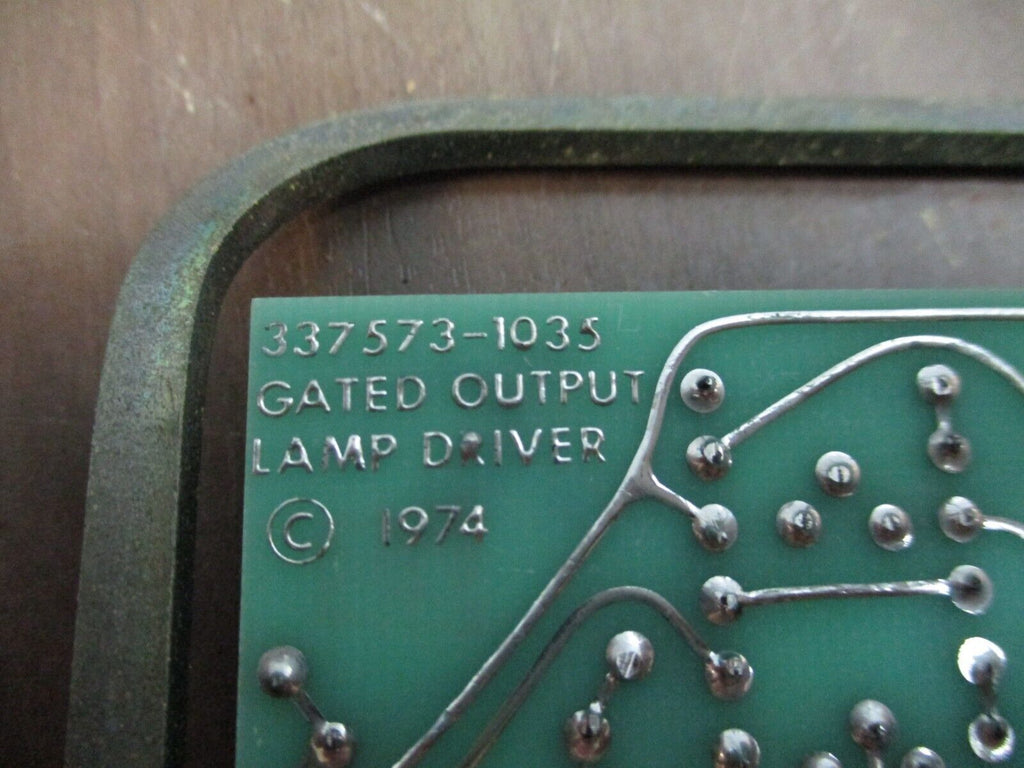 337573-1035
GATED OUTPUT
LAMP DRIVER
© 1974